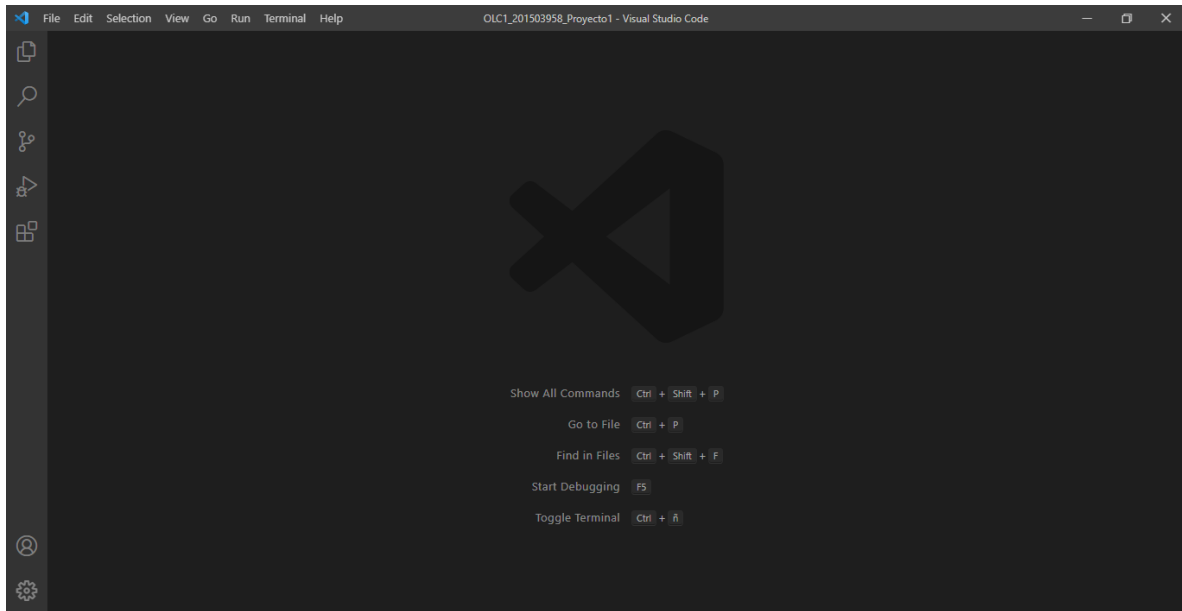 File Edit Selection View Go Run Terminal Help OLC1_201503958_Proyecto1 - Visual Studio Code
Show All Commands Ctrl + Shift + P
Go to File Ctrl + P
Find in Files Ctrl + Shift + F
Start Debugging F5
Toggle Terminal Ctrl + ñ